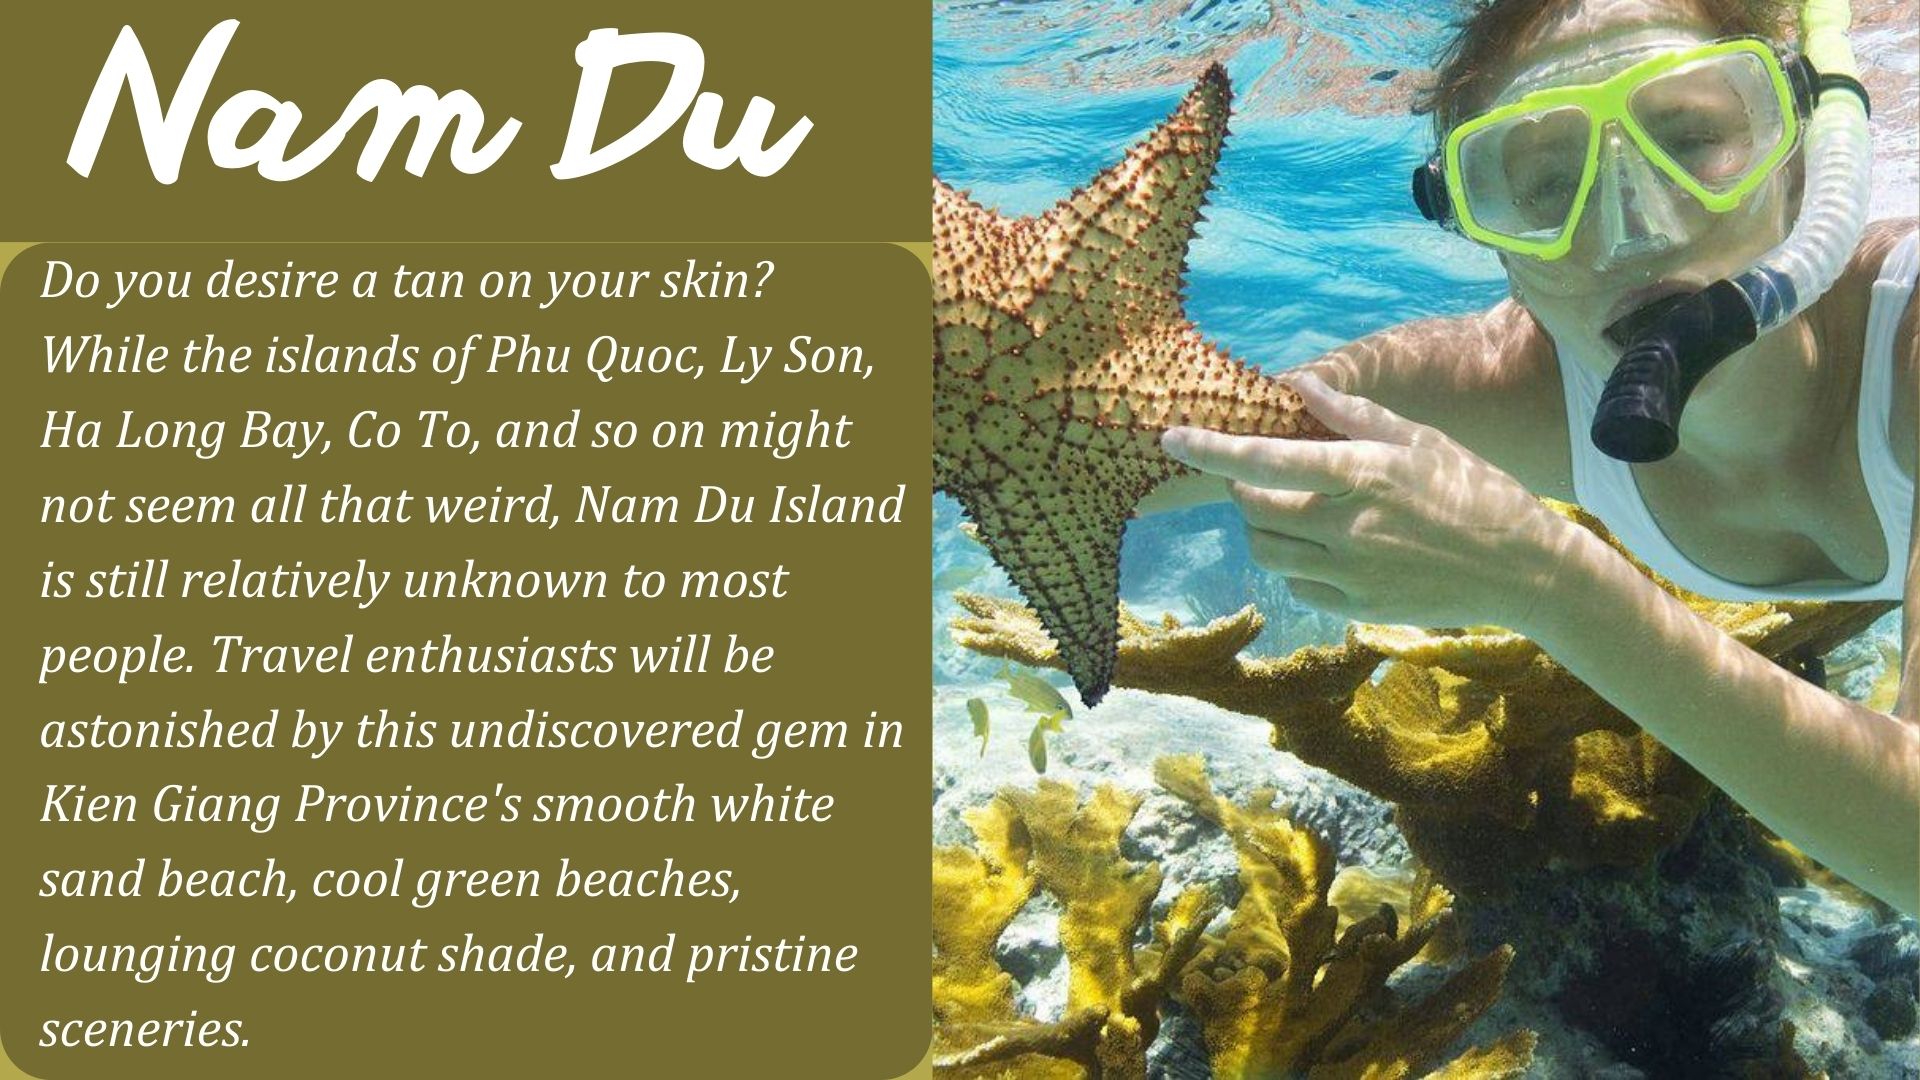 Nam Du
Do you desire a tan on your skin?
While the islands of Phu Quoc, Ly Son,
Ha Long Bay, Co To, and so on might
not seem all that weird, Nam Du Island
is still relatively unknown to most
people. Travel enthusiasts will be
astonished by this undiscovered gem in
Kien Giang Province's smooth white
sand beach, cool green beaches,
lounging coconut shade, and pristine
sceneries.